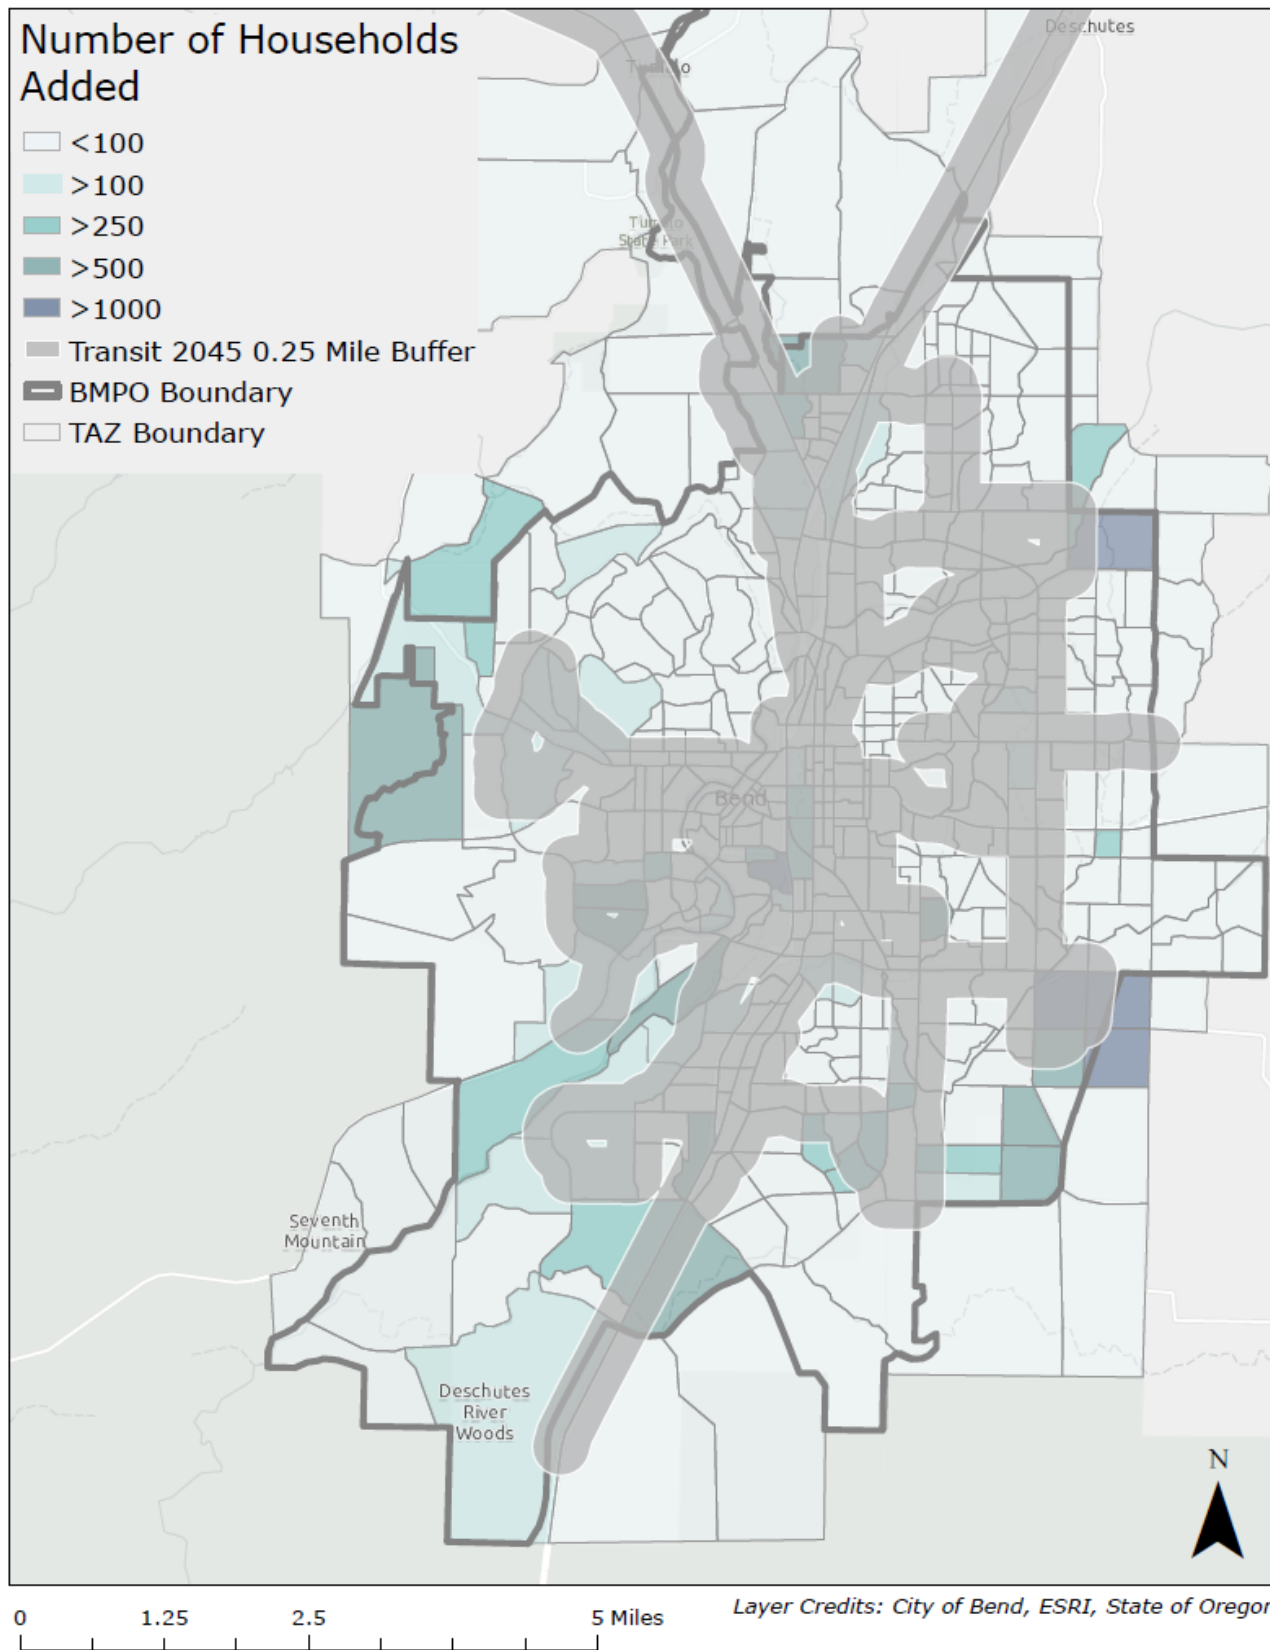 Number of Households
Added
<100
>100
>250
>500
>1000
Transit 2045 0.25 Mile Buffer
BMPO Boundary
TAZ Boundary
Deschutes
Tumalo
Tumalo
State Park
Bend
Seventh
Mountain
Deschutes
River
Woods
N
0 1.25 2.5 5 Miles
Layer Credits: City of Bend, ESRI, State of Oregon